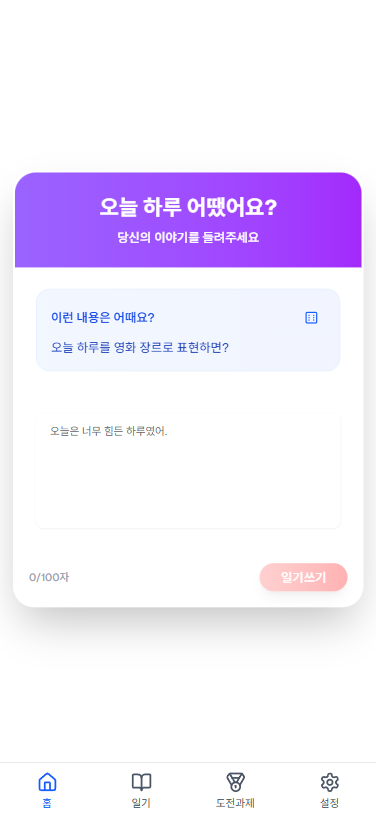 오늘 하루 어땠어요?
당신의 이야기를 들려주세요
이런 내용은 어때요?
오늘 하루를 영화 장르로 표현하면?
오늘은 너무 힘든 하루였어.
0/100자
일기쓰기
홈
일기
도전과제
설정